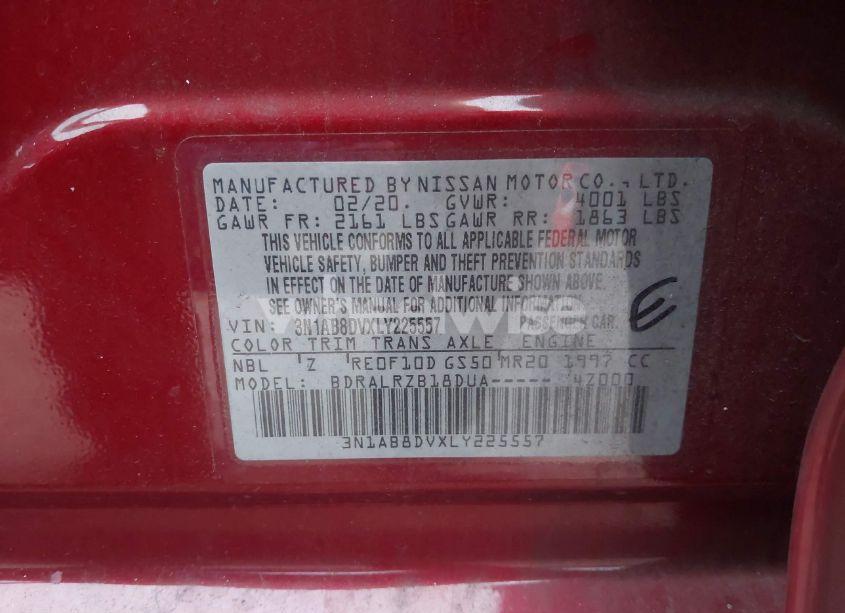 MANUFACTURED BY NISSAN MOTOR CO., LTD.
DATE: 02/20. GVWR: 4001 LBS
GAWR FR: 2161 LBS GAWR RR: 1863 LBS
THIS VEHICLE CONFORMS TO ALL APPLICABLE FEDERAL MOTOR
VEHICLE SAFETY, BUMPER AND THEFT PREVENTION STANDARDS
IN EFFECT ON THE DATE OF MANUFACTURE SHOWN ABOVE.
SEE OWNER'S MANUAL FOR ADDITIONAL INFORMATION.
VIN: 3N1AB8DVXLY225557 PASSENGER CAR.
E
COLOR TRIM TRANS AXLE ENGINE
NBL Z RE0F10D GS50 MR20 1997 CC
MODEL: BDRALRZB18DUA----- 4Z000
3N1AB8DVXLY225557